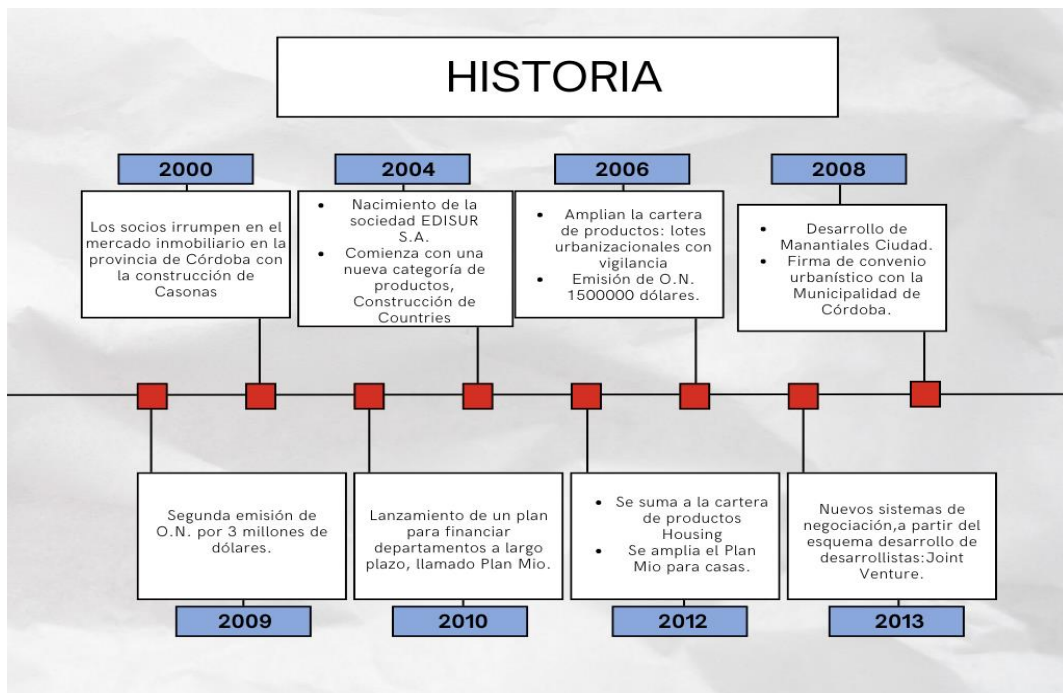 HISTORIA
2000
Los socios irrumpen en el
mercado inmobiliario en la
provincia de Córdoba con
la construcción de
Casonas
2004
• Nacimiento de la
sociedad EDISUR
S.A.
• Comienza con una
nueva categoría de
productos,
Construcción de
Countries
2006
• Amplian la cartera
de productos: lotes
urbanizacionales con
vigilancia
• Emisión de O.N.
1500000 dólares.
2008
• Desarrollo de
Manantiales Ciudad.
• Firma de convenio
urbanístico con la
Municipalidad de
Córdoba.
Segunda emisión de
O.N. por 3 millones de
dólares.
2009
Lanzamiento de un plan
para financiar
departamentos a largo
plazo, llamado Plan Mio.
2010
• Se suma a la cartera
de productos
Housing
• Se amplia el Plan
Mio para casas.
2012
Nuevos sistemas de
negociación,a partir del
esquema desarrollo de
desarrollistas:Joint
Venture.
2013